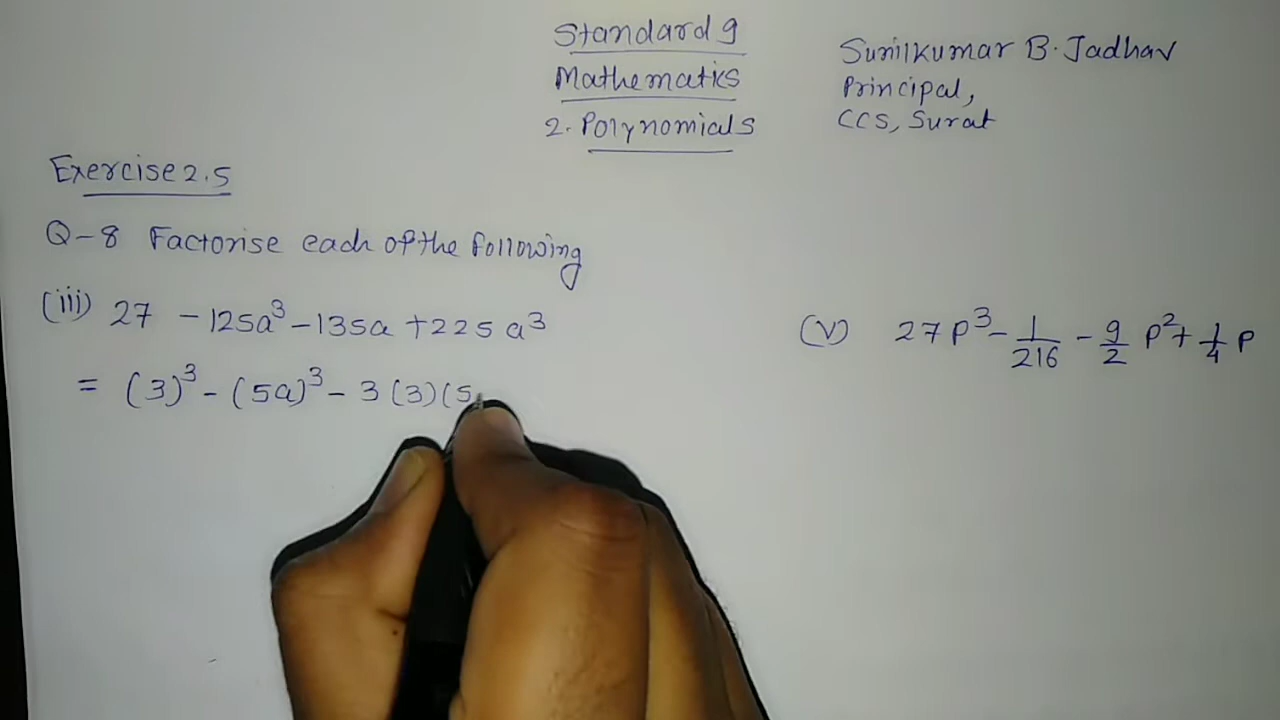 Standard 9
Mathematics
2. Polynomials
Sunilkumar B. Jadhav
Principal,
CCS, Surat
Exercise 2.5
Q-8 Factorise each of the following
(iii) 27 - 125a³ - 135a + 225a³
= (3)³ - (5a)³ - 3(3)(5
(V) 27p³ - 1/216 - 9/2 p² + 1/4 p